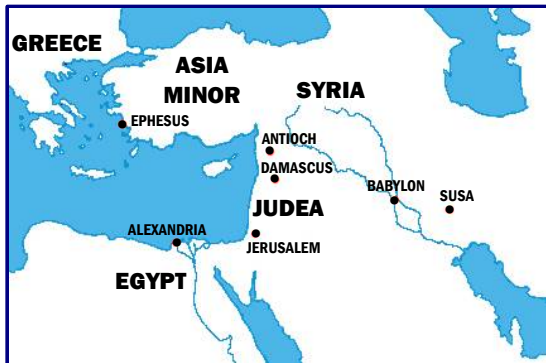 GREECE
ASIA
MINOR
SYRIA
EPHESUS
ANTIOCH
DAMASCUS
BABYLON
SUSA
JUDEA
ALEXANDRIA
JERUSALEM
EGYPT